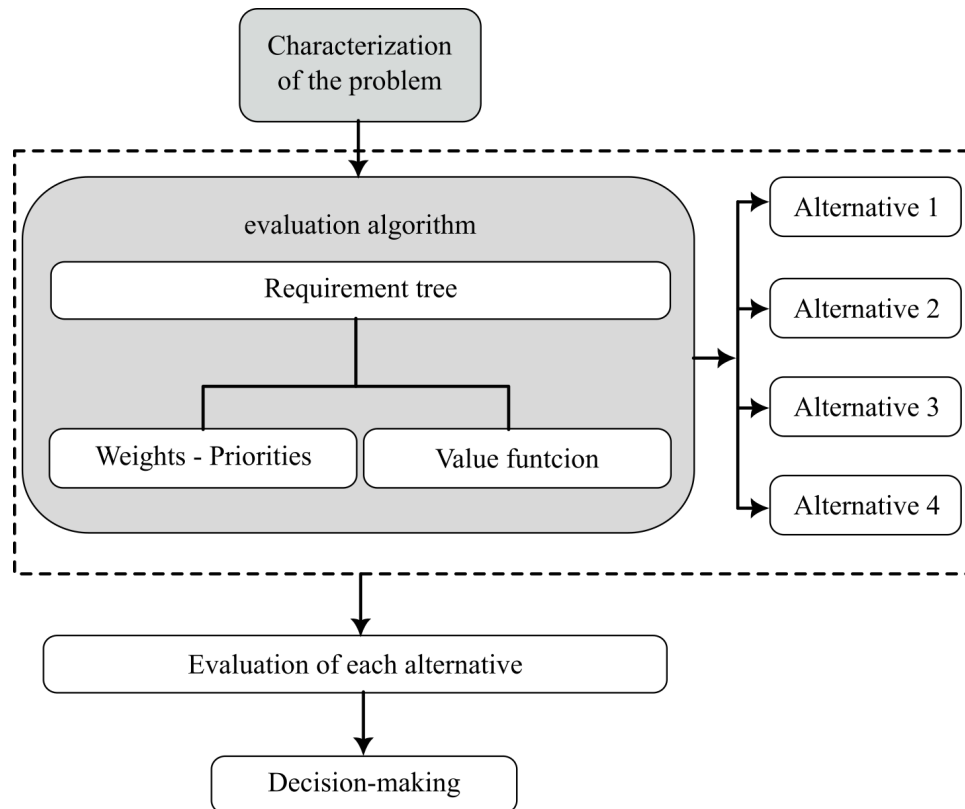 Characterization
of the problem
evaluation algorithm
Requirement tree
Weights - Priorities
Value funtcion
Alternative 1
Alternative 2
Alternative 3
Alternative 4
Evaluation of each alternative
Decision-making